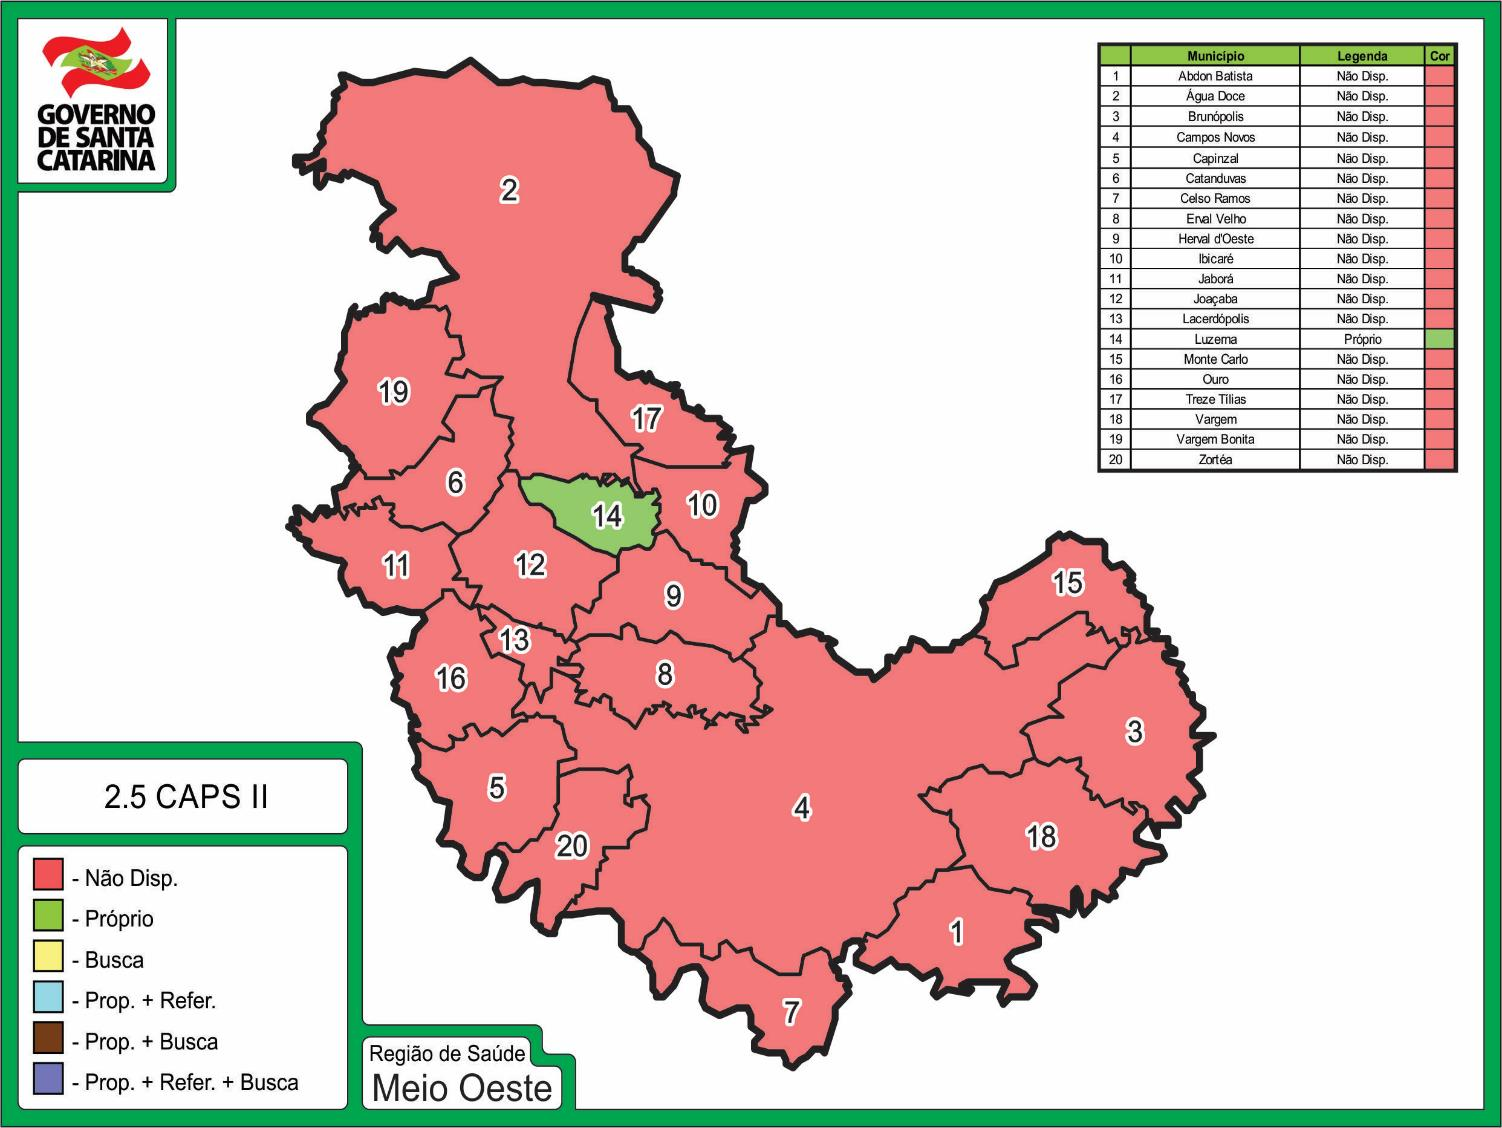 GOVERNO
DE SANTA
CATARINA
Município Legenda Cor
1 Abdon Batista Não Disp.
2 Água Doce Não Disp.
3 Brunópolis Não Disp.
4 Campos Novos Não Disp.
5 Capinzal Não Disp.
6 Catanduvas Não Disp.
7 Celso Ramos Não Disp.
8 Erval Velho Não Disp.
9 Herval d'Oeste Não Disp.
10 Ibicaré Não Disp.
11 Jaborá Não Disp.
12 Joaçaba Não Disp.
13 Lacerdópolis Não Disp.
14 Luzerna Próprio
15 Monte Carlo Não Disp.
16 Ouro Não Disp.
17 Treze Tílias Não Disp.
18 Vargem Não Disp.
19 Vargem Bonita Não Disp.
20 Zortéa Não Disp.
2
19
17
6
10
14
11
12
15
9
13
8
16
3
5
4
20
18
1
7
2.5 CAPS II
- Não Disp.
- Próprio
- Busca
- Prop. + Refer.
- Prop. + Busca
- Prop. + Refer. + Busca
Região de Saúde
Meio Oeste